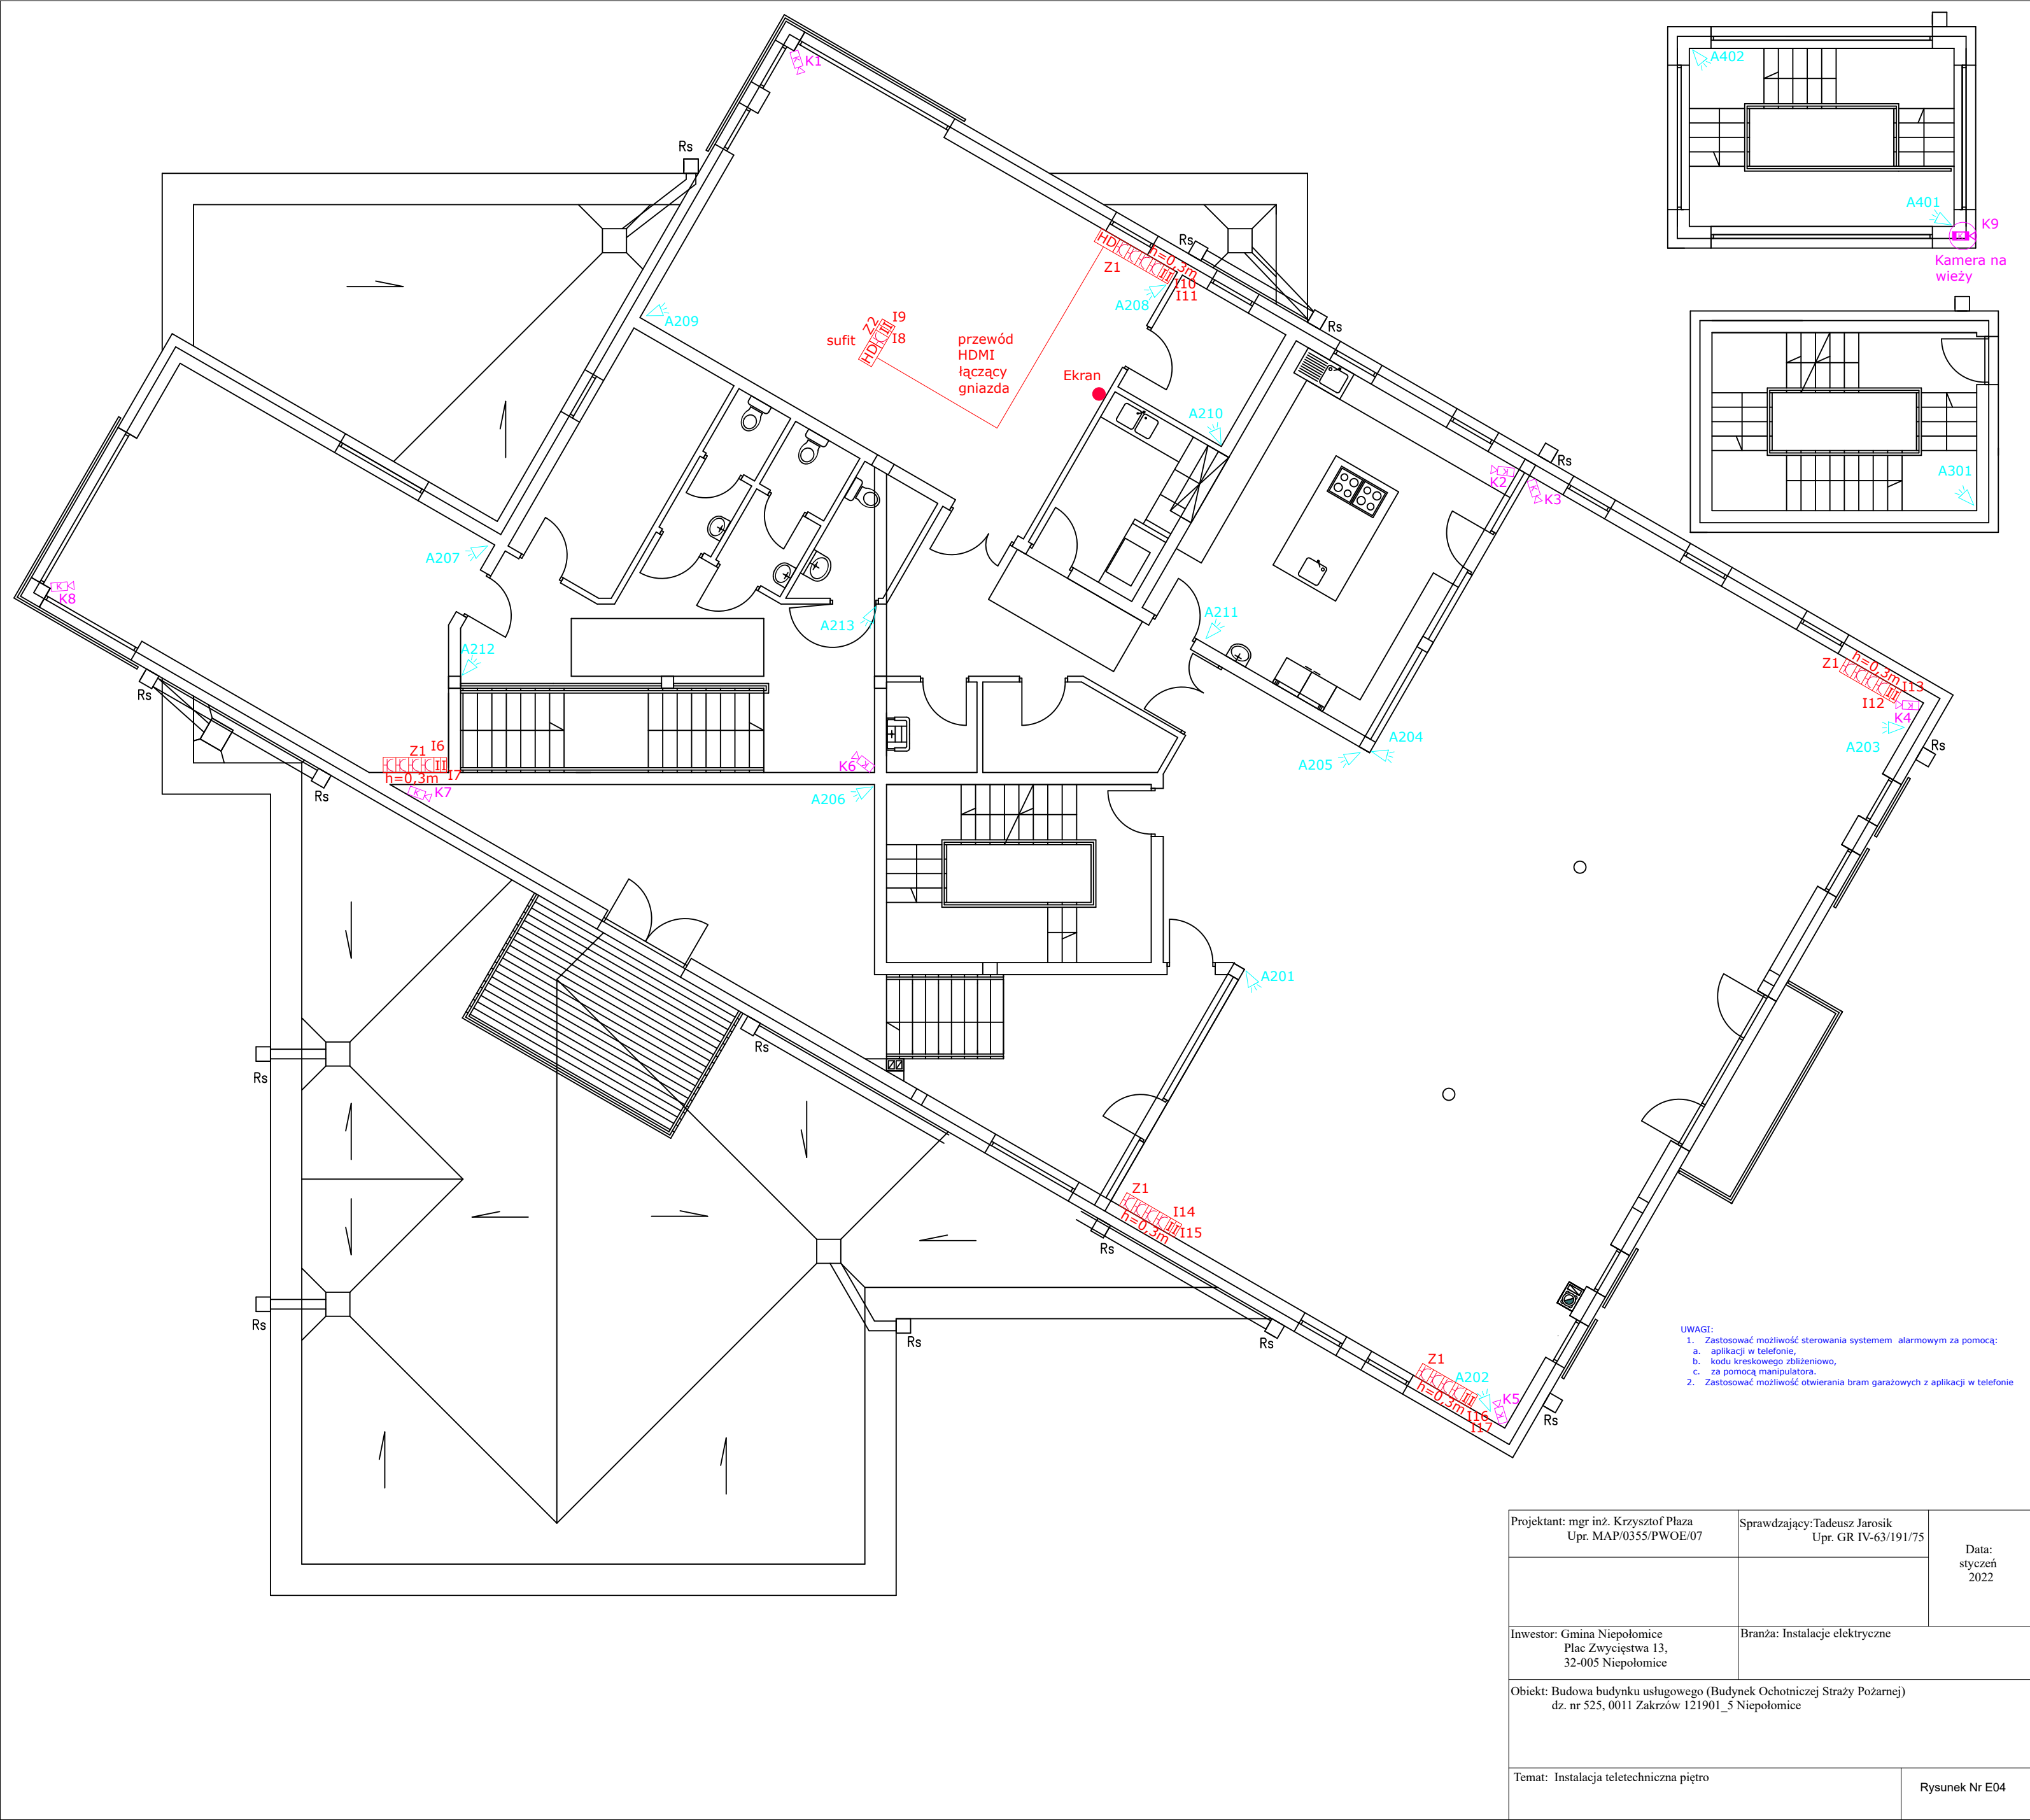 K1
A402
Rs
A401
K9
Kamera na
wieży
HD
h=0,3m
Z1
I10
I11
A208
Rs
Rs
A209
Z2
I9
I8
HD
sufit
przewód
HDMI
łączący
gniazda
Ekran
A210
A301
Rs
K2
K3
A207
K8
A211
A213
A212
Z1
h=0,3m
I13
I12
K4
A203
Rs
Rs
A204
A205
I6
Z1
I7
h=0,3m
K6
K7
A206
Rs
A201
Rs
Rs
Z1
I14
I15
h=0,3m
Rs
Rs
Rs
Rs
Z1
A202
h=0,3m
I16
I17
K5
Rs
UWAGI:
1. Zastosować możliwość sterowania systemem alarmowym za pomocą:
a. aplikacji w telefonie,
b. kodu kreskowego zbliżeniowo,
c. za pomocą manipulatora.
2. Zastosować możliwość otwierania bram garażowych z aplikacji w telefonie
Projektant: mgr inż. Krzysztof Płaza
Upr. MAP/0355/PWOE/07
Sprawdzający:Tadeusz Jarosik
Upr. GR IV-63/191/75
Data:
styczeń
2022
Inwestor: Gmina Niepołomice
Plac Zwycięstwa 13,
32-005 Niepołomice
Branża: Instalacje elektryczne
Obiekt: Budowa budynku usługowego (Budynek Ochotniczej Straży Pożarnej)
dz. nr 525, 0011 Zakrzów 121901_5 Niepołomice
Temat: Instalacja teletechniczna piętro
Rysunek Nr E04